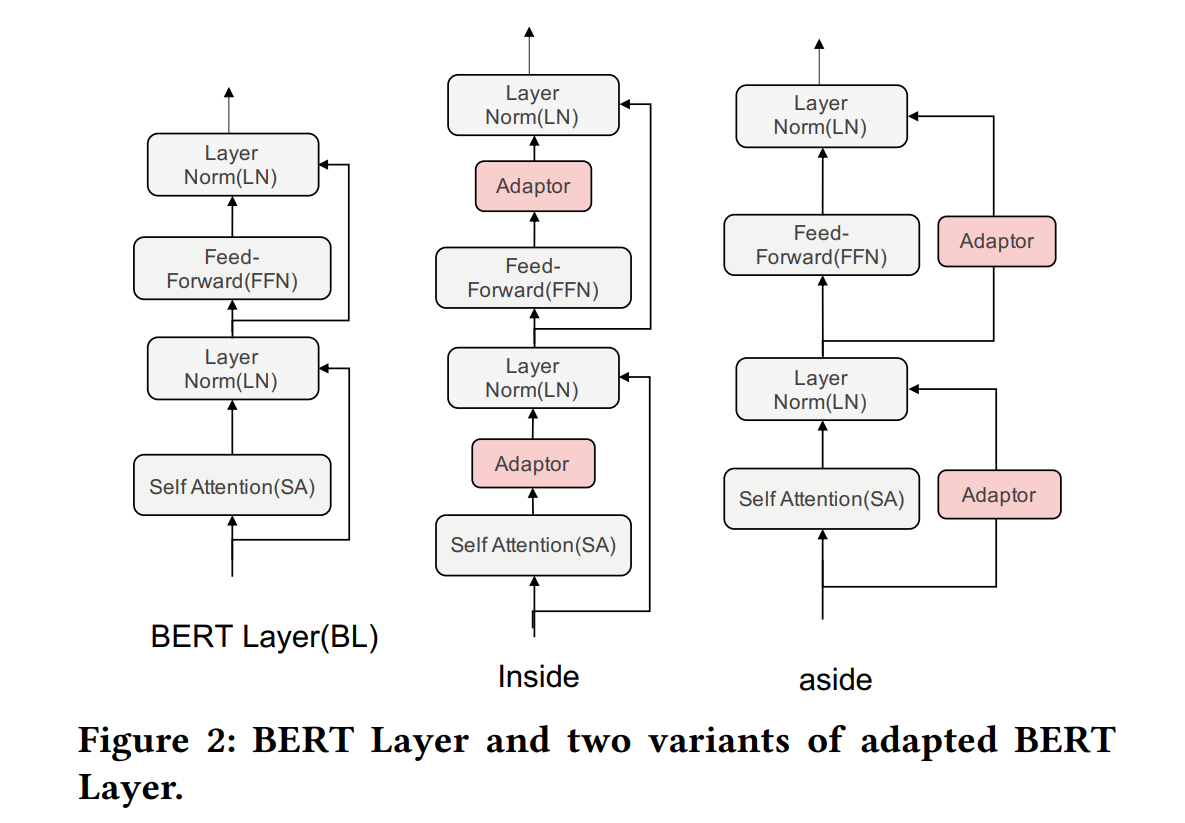 Layer
Norm(LN)
Feed-
Forward(FFN)
Layer
Norm(LN)
Self Attention(SA)
BERT Layer(BL)
Layer
Norm(LN)
Adaptor
Feed-
Forward(FFN)
Layer
Norm(LN)
Adaptor
Self Attention(SA)
Inside
Layer
Norm(LN)
Feed-
Forward(FFN)
Adaptor
Layer
Norm(LN)
Self Attention(SA)
Adaptor
aside
Figure 2: BERT Layer and two variants of adapted BERT
Layer.